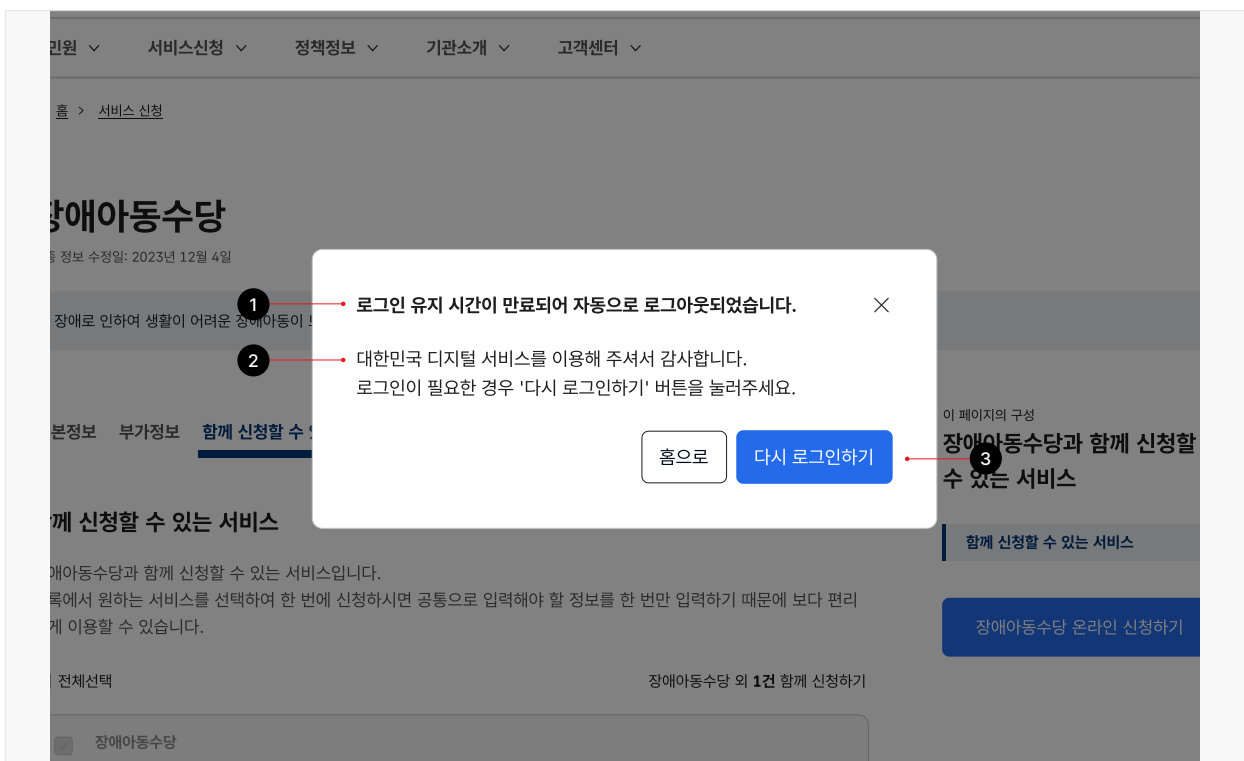 민원
서비스신청
정책정보
기관소개
고객센터
홈 > 서비스 신청
장애아동수당
정보 수정일: 2023년 12월 4일
장애로 인하여 생활이 어려운 장애아동이
1
로그인 유지 시간이 만료되어 자동으로 로그아웃되었습니다.
2
대한민국 디지털 서비스를 이용해 주셔서 감사합니다.
로그인이 필요한 경우 '다시 로그인하기' 버튼을 눌러주세요.
홈으로
다시 로그인하기
3
본정보
부가정보
함께 신청할 수
이 페이지의 구성
장애아동수당과 함께 신청할
수 있는 서비스
함께 신청할 수 있는 서비스
장애아동수당 온라인 신청하기
께 신청할 수 있는 서비스
애아동수당과 함께 신청할 수 있는 서비스입니다.
록에서 원하는 서비스를 선택하여 한 번에 신청하시면 공통으로 입력해야 할 정보를 한 번만 입력하기 때문에 보다 편리
게 이용할 수 있습니다.
전체선택
장애아동수당 외 1건 함께 신청하기
장애아동수당